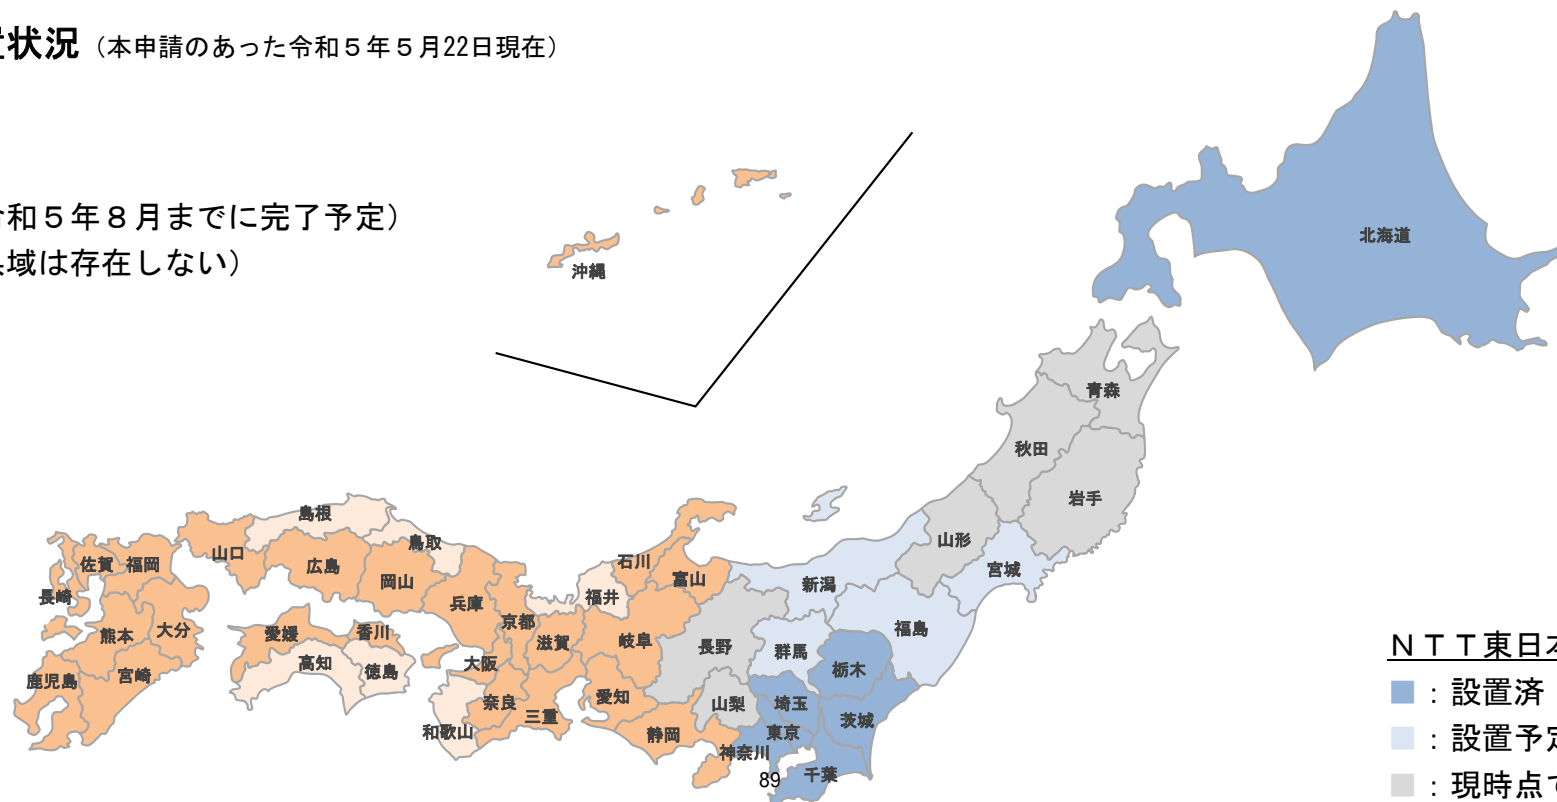 状況（本申請のあった令和５年５月22日現在）
和５年８月までに完了予定）
域は存在しない）
沖縄
北海道
青森
秋田
岩手
山形
宮城
新潟
福島
群馬
栃木
長野
山梨
埼玉
茨城
東京
神奈川
千葉
石川
富山
福井
岐阜
滋賀
愛知
静岡
三重
京都
兵庫
大阪
奈良
和歌山
島根
鳥取
山口
広島
岡山
愛媛
香川
高知
徳島
佐賀
福岡
長崎
熊本
大分
宮崎
鹿児島
ＮＴＴ東日本
：設置済
：設置予定
：現時点で
89